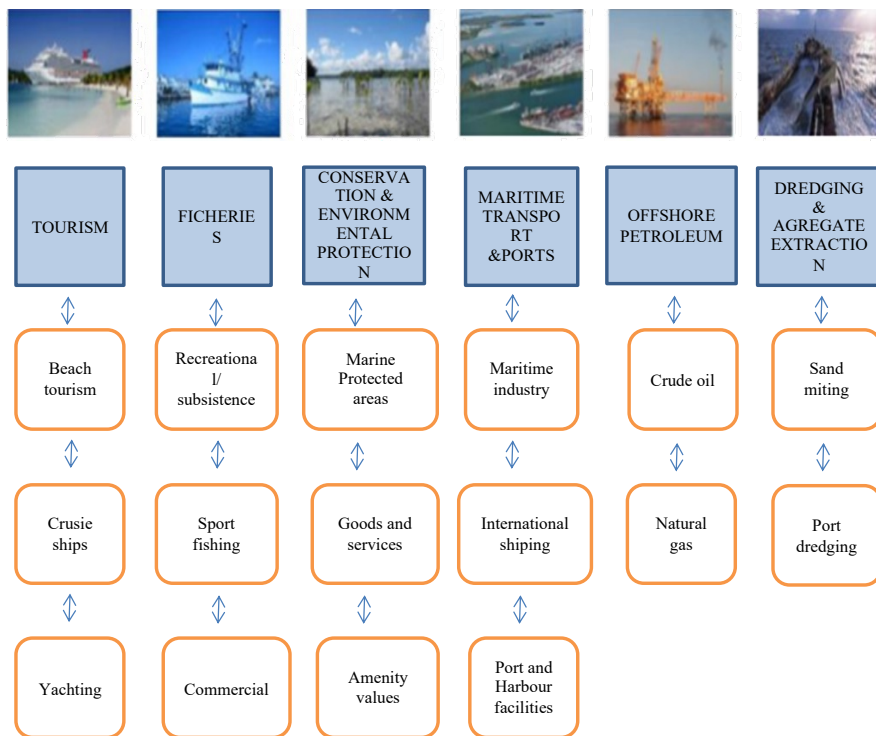 TOURISM
FICHERIE
S
CONSERVA
TION &
ENVIRONM
ENTAL
PROTECTIO
N
MARITIME
TRANSPO
RT
&PORTS
OFFSHORE
PETROLEUM
DREDGING
&
AGREGATE
EXTRACTIO
N
Beach
tourism
Recreationa
l/
subsistence
Marine
Protected
areas
Maritime
industry
Crude oil
Sand
miting
Crusie
ships
Sport
fishing
Goods and
services
International
shiping
Natural
gas
Port
dredging
Yachting
Commercial
Amenity
values
Port and
Harbour
facilities